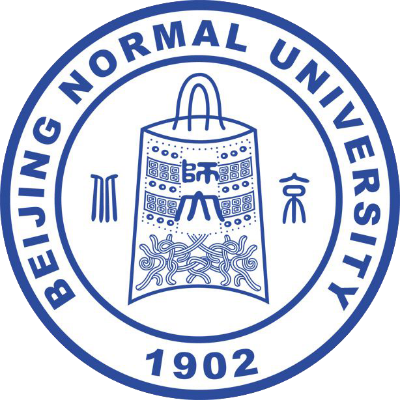 BEIJING NORMAL UNIVERSITY
北
師大
京
1902